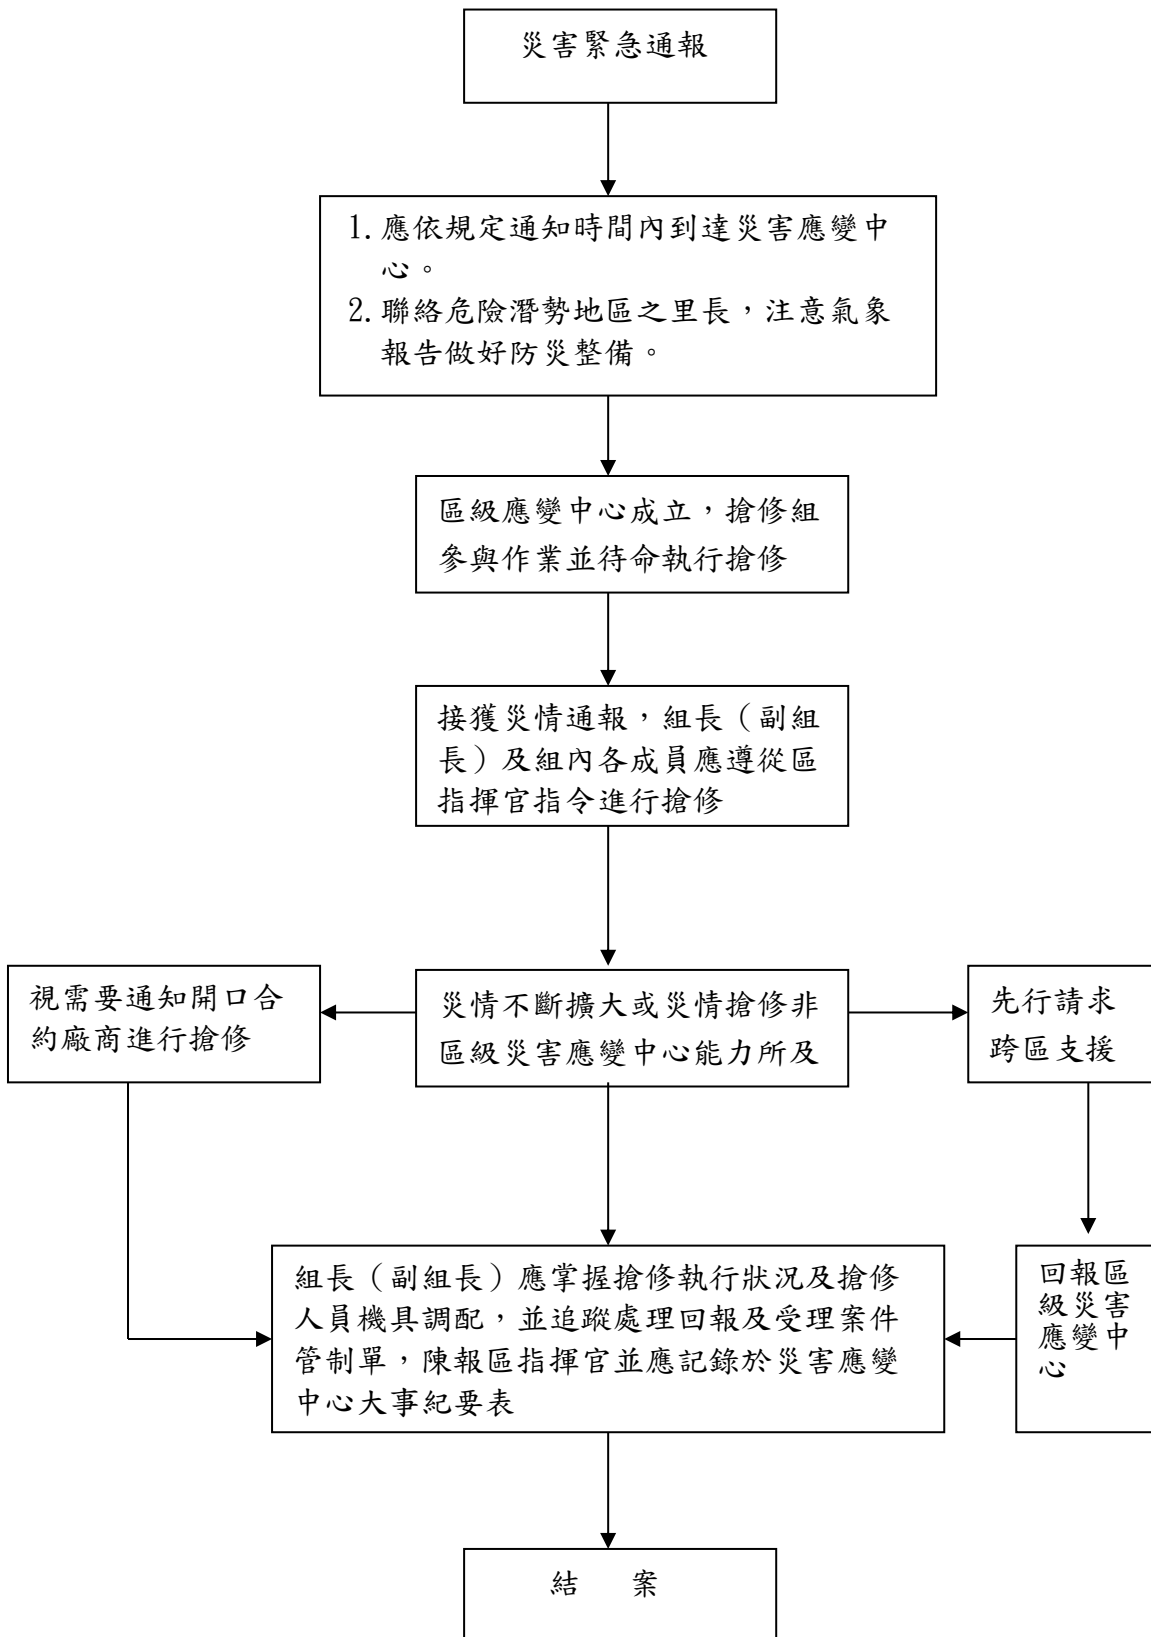 災害緊急通報
1. 應依規定通知時間內到達災害應變中
心。
2. 聯絡危險潛勢地區之里長，注意氣象
報告做好防災整備。
區級應變中心成立，搶修組
參與作業並待命執行搶修
接獲災情通報，組長（副組
長）及組內各成員應遵從區
指揮官指令進行搶修
視需要通知開口合
約廠商進行搶修
災情不斷擴大或災情搶修非
區級災害應變中心能力所及
先行請求
跨區支援
組長（副組長）應掌握搶修執行狀況及搶修
人員機具調配，並追蹤處理回報及受理案件
管制單，陳報區指揮官並應記錄於災害應變
中心大事紀要表
回報區
級災害
應變中
心
結　案